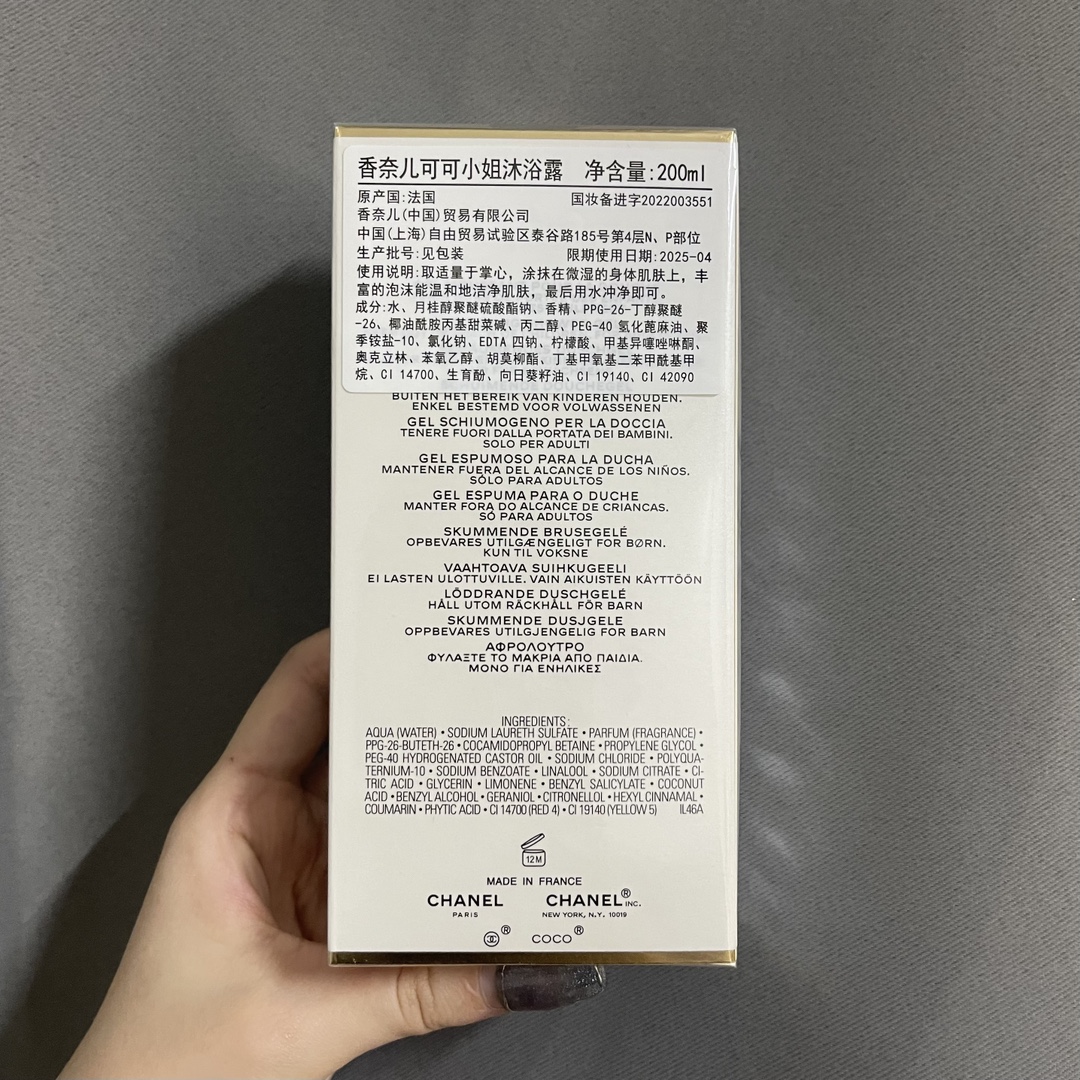 香奈儿可可小姐沐浴露 净含量:200ml
原产国:法国 国妆备进字2022003551
香奈儿(中国)贸易有限公司
中国(上海)自由贸易试验区泰谷路185号第4层N、P部位
生产批号:见包装 限期使用日期:2025-04
使用说明:取适量于掌心，涂抹在微湿的身体肌肤上，丰
富的泡沫能温和地洁净肌肤，最后用水冲净即可。
成分:水、月桂醇聚醚硫酸酯钠、香精、PPG-26-丁醇聚醚
-26、椰油酰胺丙基甜菜碱、丙二醇、PEG-40 氢化蓖麻油、聚
季铵盐-10、氯化钠、EDTA 四钠、柠檬酸、甲基异噻唑啉酮、
奥克立林、苯氧乙醇、胡莫柳酯、丁基甲氧基二苯甲酰基甲
烷、CI 14700、生育酚、向日葵籽油、CI 19140、CI 42090
BUITEN HET BEREIK VAN KINDEREN HOUDEN.
ENKEL BESTEMD VOOR VOLWASSENEN
GEL SCHIUMOGENO PER LA DOCCIA
TENERE FUORI DALLA PORTATA DEI BAMBINI.
SOLO PER ADULTI
GEL ESPUMOSO PARA LA DUCHA
MANTENER FUERA DEL ALCANCE DE LOS NIÑOS.
SÓLO PARA ADULTOS
GEL ESPUMA PARA O DUCHE
MANTER FORA DO ALCANCE DE CRIANCAS.
SÓ PARA ADULTOS
SKUMMENDE BRUSEGELÉ
OPBEVARES UTILGÆNGELIGT FOR BØRN.
KUN TIL VOKSNE
VAAHTOAVA SUIHKUGEELI
EI LASTEN ULOTTUVILLE. VAIN AIKUISTEN KÄYTTÖÖN
LÖDDRANDE DUSCHGELÉ
HÅLL UTOM RÄCKHÅLL FÖR BARN
SKUMMENDE DUSJGELE
OPPBEVARES UTILGJENGELIG FOR BARN
ΑΦΡΟΛΟΥΤΡΟ
ΦΥΛΑΞΤΕ ΤΟ ΜΑΚΡΙΑ ΑΠΟ ΠΑΙΔΙΑ.
ΜΟΝΟ ΓΙΑ ΕΝΗΛΙΚΕΣ
INGREDIENTS:
AQUA (WATER) • SODIUM LAURETH SULFATE • PARFUM (FRAGRANCE) •
PPG-26-BUTETH-26 • COCAMIDOPROPYL BETAINE • PROPYLENE GLYCOL •
PEG-40 HYDROGENATED CASTOR OIL • SODIUM CHLORIDE • POLYQUA-
TERNIUM-10 • SODIUM BENZOATE • LINALOOL • SODIUM CITRATE • CI-
TRIC ACID • GLYCERIN • LIMONENE • BENZYL SALICYLATE • COCONUT
ACID • BENZYL ALCOHOL • GERANIOL • CITRONELLOL • HEXYL CINNAMAL •
COUMARIN • PHYTIC ACID • CI 14700 (RED 4) • CI 19140 (YELLOW 5) IL46A
12M
MADE IN FRANCE
CHANEL CHANEL® INC.
PARIS NEW YORK, N.Y. 10019
® COCO®